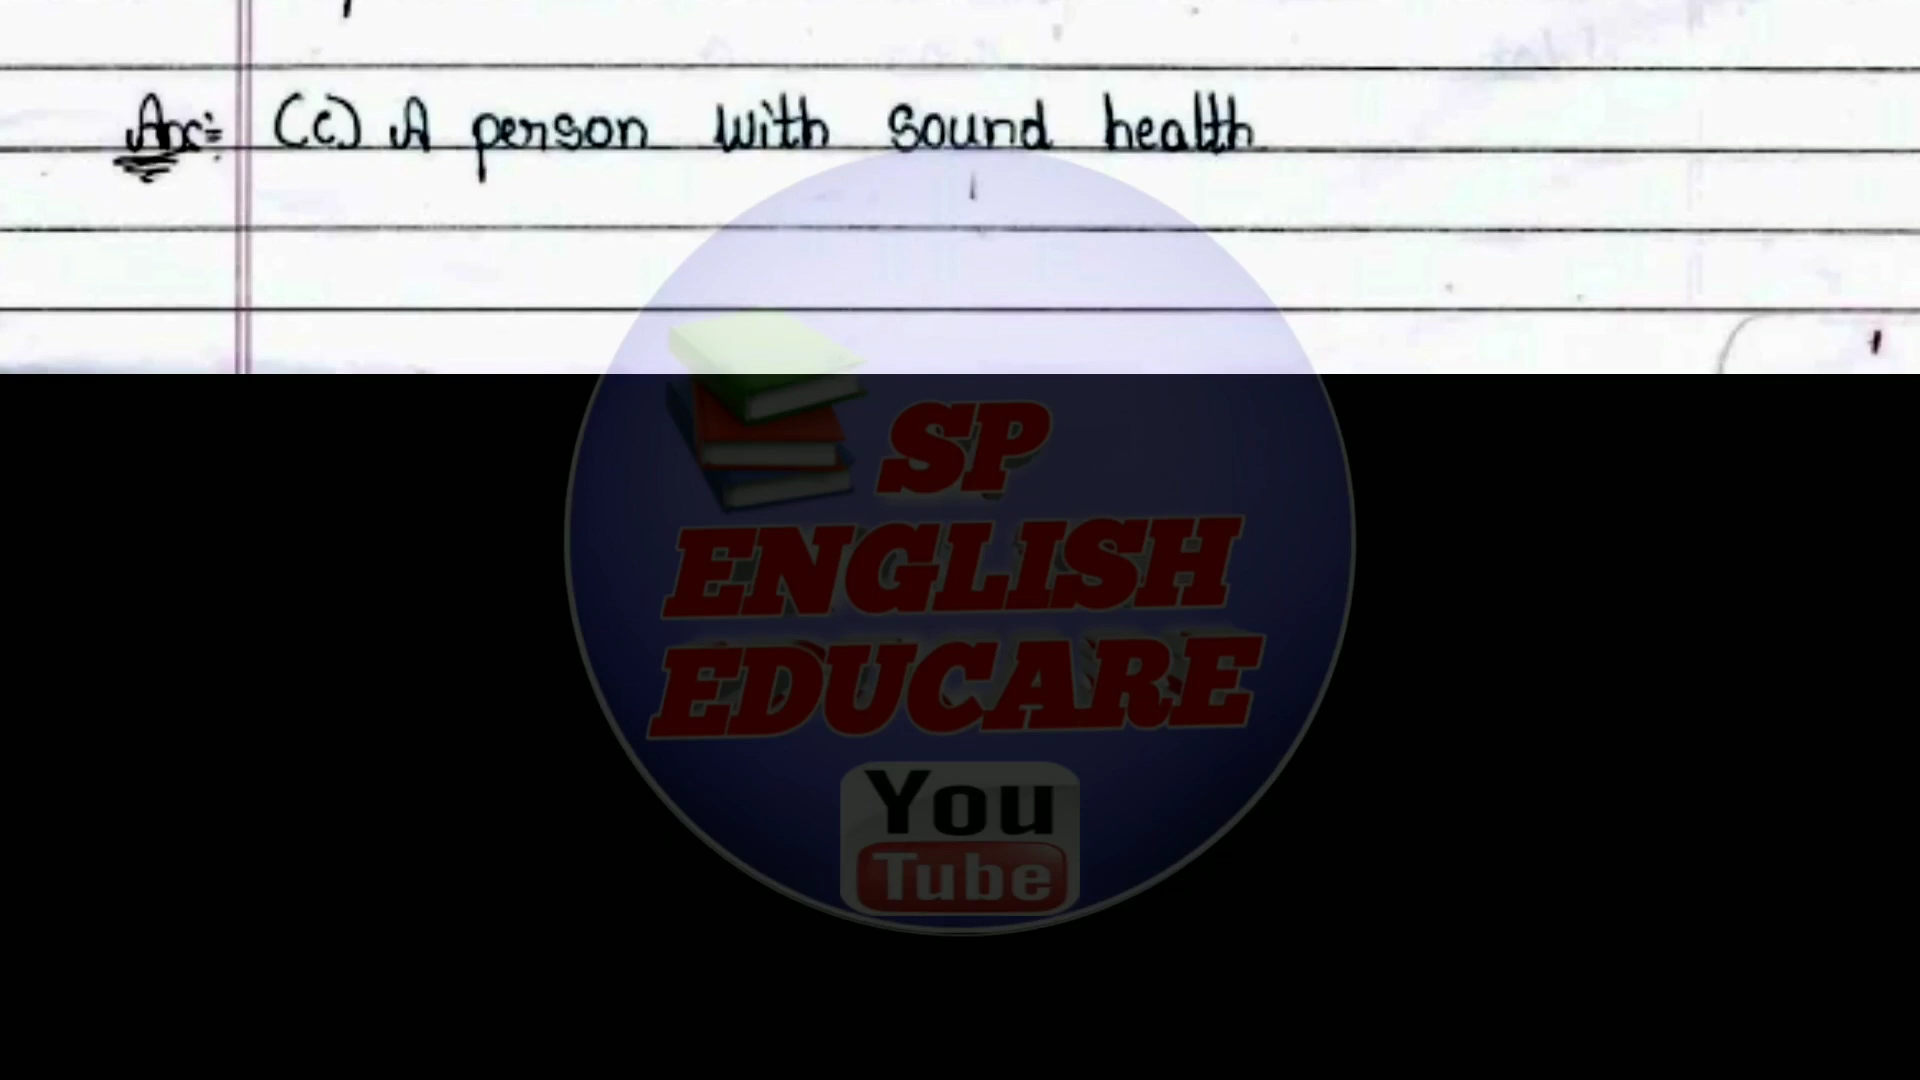 Ans:- (c) A person with sound health
SP
ENGLISH
EDUCARE
You
Tube